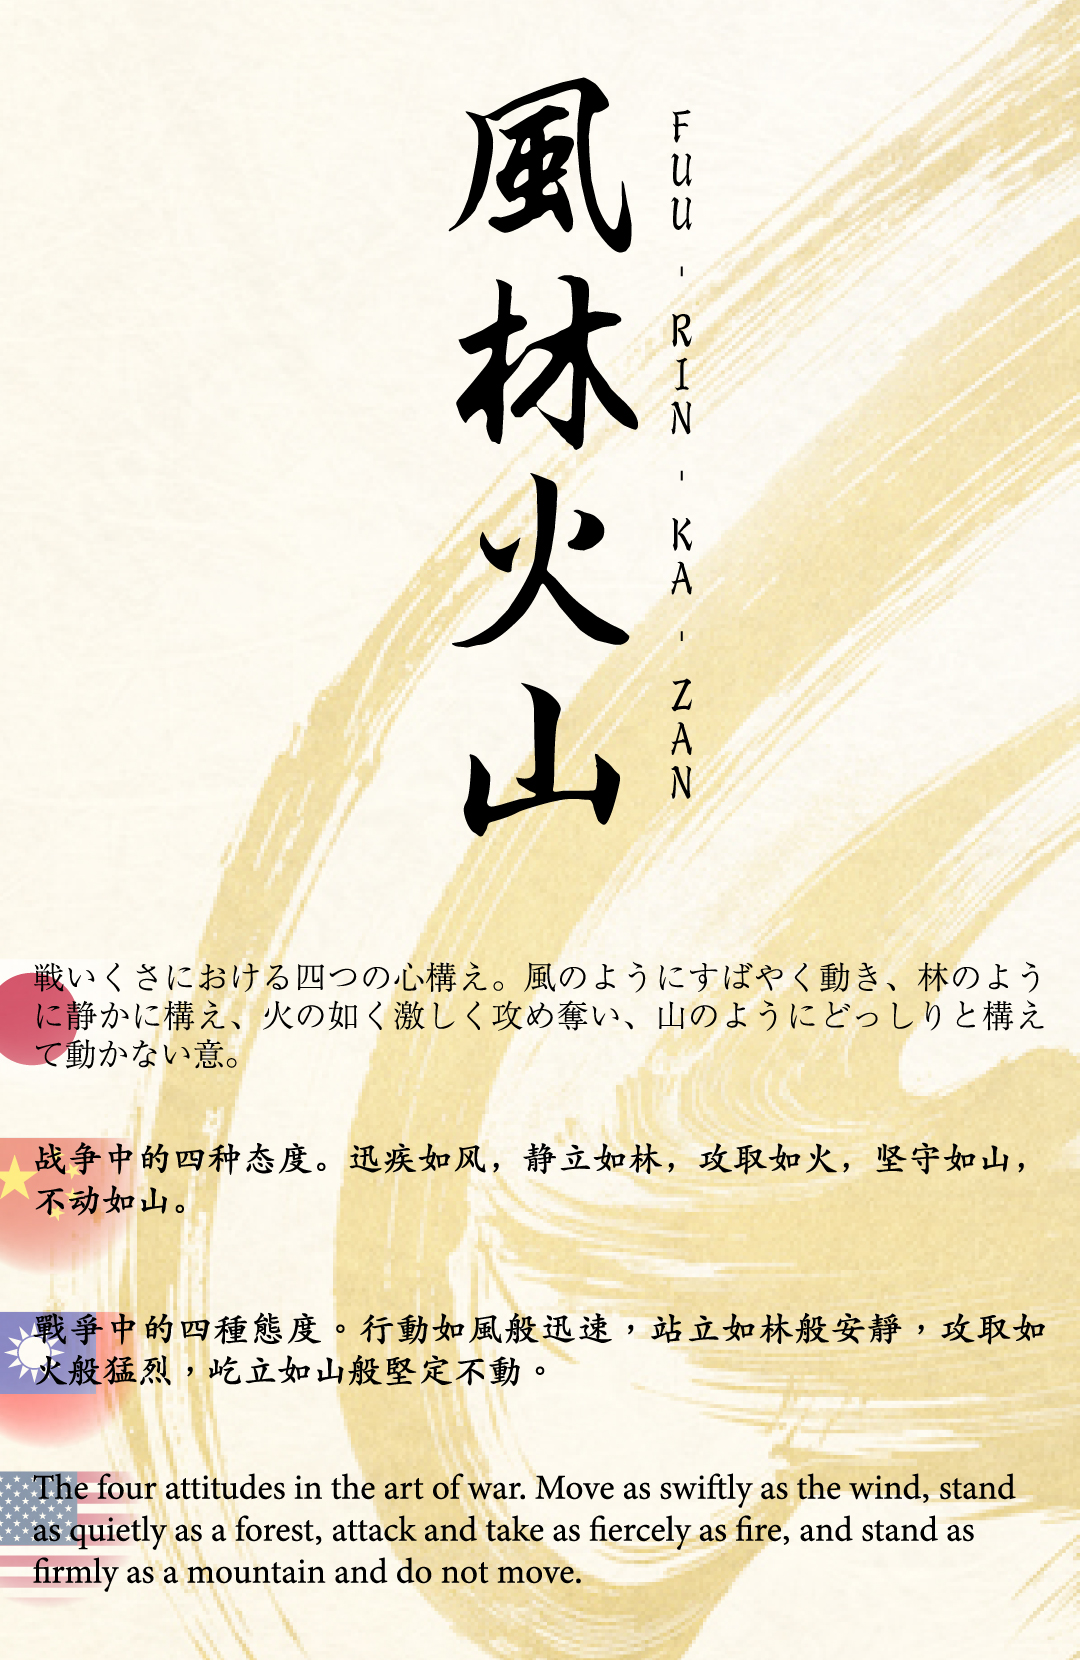 風林火山
FUU-RIN-KA-ZAN
戦いくさにおける四つの心構え。風のようにすばやく動き、林のよう
に静かに構え、火の如く激しく攻め奪い、山のようにどっしりと構え
て動かない意。
战争中的四种态度。迅疾如风，静立如林，攻取如火，坚守如山，
不动如山。
戰爭中的四種態度。行動如風般迅速，站立如林般安靜，攻取如
火般猛烈，屹立如山般堅定不動。
The four attitudes in the art of war. Move as swiftly as the wind, stand
as quietly as a forest, attack and take as fiercely as fire, and stand as
firmly as a mountain and do not move.